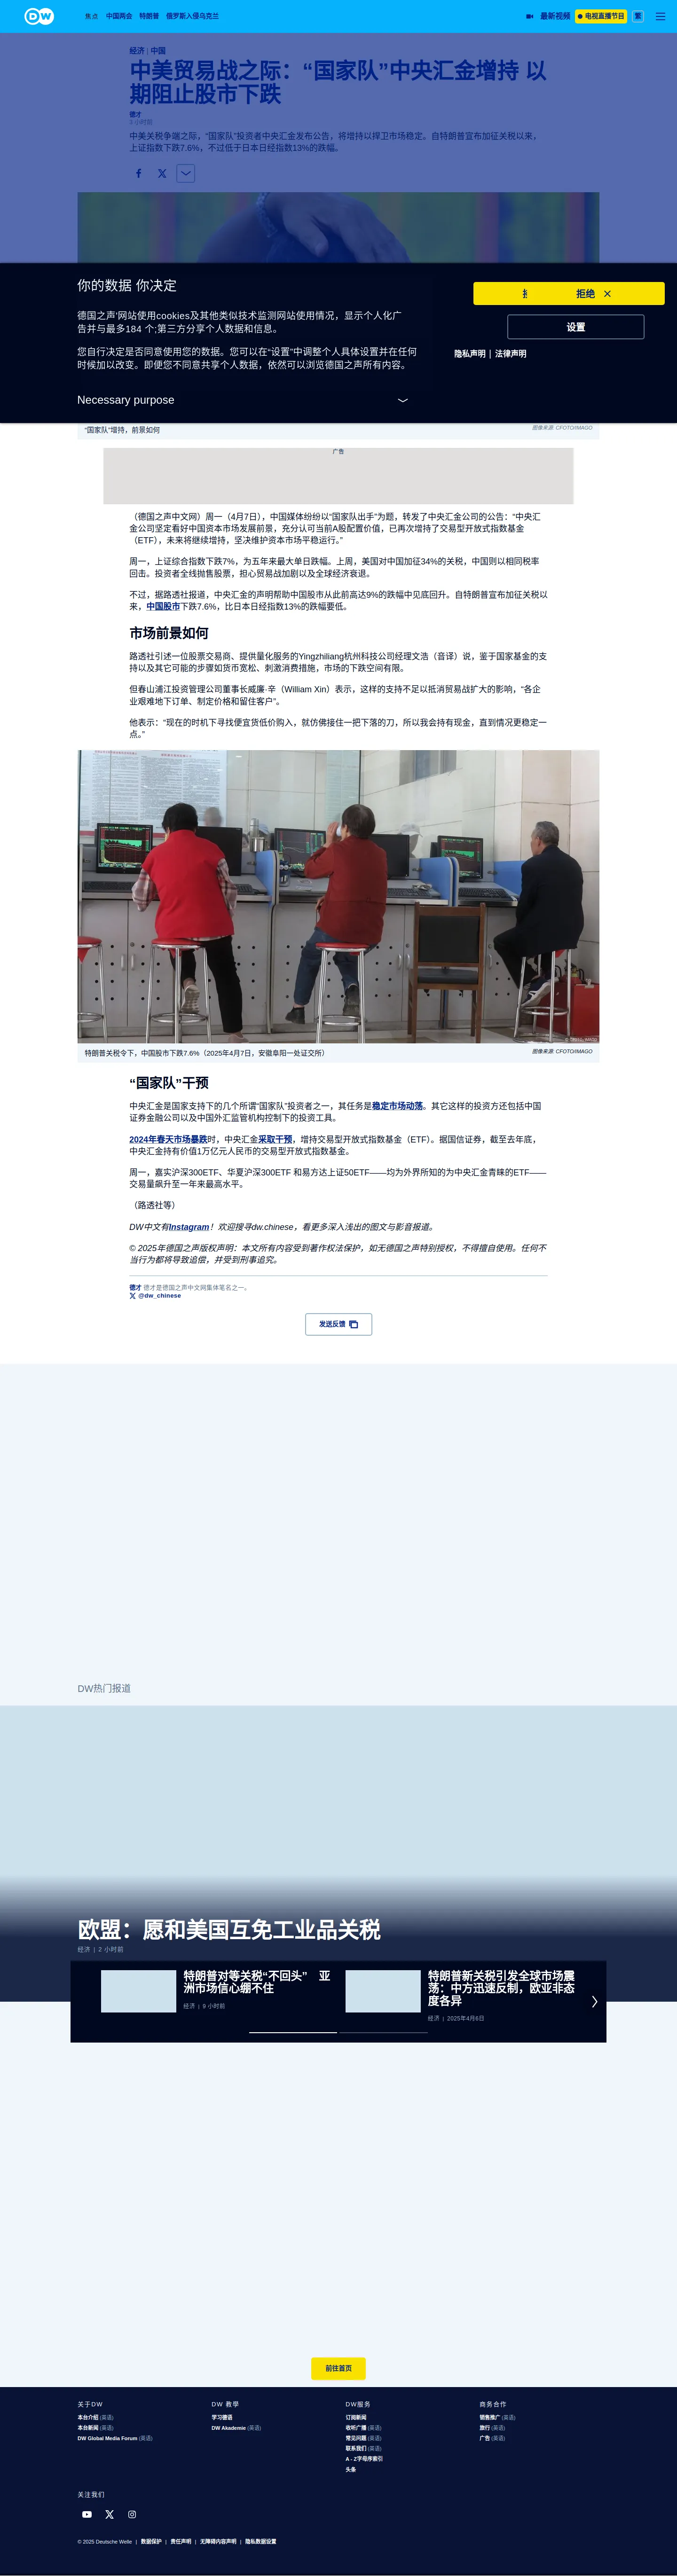 DW
焦点 中国两会 特朗普 俄罗斯入侵乌克兰 最新视频 电视直播节目 繁
经济 | 中国
中美贸易战之际：“国家队”中央汇金增持 以
期阻止股市下跌
德才
3 小时前
中美关税争端之际，“国家队”投资者中央汇金发布公告，将增持以捍卫市场稳定。自特朗普宣布加征关税以来，
上证指数下跌7.6%，不过低于日本日经指数13%的跌幅。
你的数据 你决定
德国之声'网站使用cookies及其他类似技术监测网站使用情况，显示个人化广
告并与最多184 个;第三方分享个人数据和信息。
您自行决定是否同意使用您的数据。您可以在“设置”中调整个人具体设置并在任何
时候加以改变。即便您不同意共享个人数据，依然可以浏览德国之声所有内容。
Necessary purpose
拒绝
设置
隐私声明 | 法律声明
“国家队”增持，前景如何
图像来源: CFOTO/IMAGO
广告
（德国之声中文网）周一（4月7日），中国媒体纷纷以“国家队出手”为题，转发了中央汇金公司的公告：“中央汇
金公司坚定看好中国资本市场发展前景，充分认可当前A股配置价值，已再次增持了交易型开放式指数基金
（ETF），未来将继续增持，坚决维护资本市场平稳运行。”
周一，上证综合指数下跌7%，为五年来最大单日跌幅。上周，美国对中国加征34%的关税，中国则以相同税率
回击。投资者全线抛售股票，担心贸易战加剧以及全球经济衰退。
不过，据路透社报道，中央汇金的声明帮助中国股市从此前高达9%的跌幅中见底回升。自特朗普宣布加征关税以
来，中国股市下跌7.6%，比日本日经指数13%的跌幅要低。
市场前景如何
路透社引述一位股票交易商、提供量化服务的Yingzhiliang杭州科技公司经理文浩（音译）说，鉴于国家基金的支
持以及其它可能的步骤如货币宽松、刺激消费措施，市场的下跌空间有限。
但春山浦江投资管理公司董事长威廉·辛（William Xin）表示，这样的支持不足以抵消贸易战扩大的影响，“各企
业艰难地下订单、制定价格和留住客户”。
他表示：“现在的时机下寻找便宜货低价购入，就仿佛接住一把下落的刀，所以我会持有现金，直到情况更稳定一
点。”
特朗普关税令下，中国股市下跌7.6%（2025年4月7日，安徽阜阳一处证交所）
图像来源: CFOTO/IMAGO
“国家队”干预
中央汇金是国家支持下的几个所谓“国家队”投资者之一，其任务是稳定市场动荡。其它这样的投资方还包括中国
证券金融公司以及中国外汇监管机构控制下的投资工具。
2024年春天市场暴跌时，中央汇金采取干预，增持交易型开放式指数基金（ETF）。据国信证券，截至去年底，
中央汇金持有价值1万亿元人民币的交易型开放式指数基金。
周一，嘉实沪深300ETF、华夏沪深300ETF 和易方达上证50ETF——均为外界所知的为中央汇金青睐的ETF——
交易量飙升至一年来最高水平。
（路透社等）
DW中文有Instagram！欢迎搜寻dw.chinese，看更多深入浅出的图文与影音报道。
© 2025年德国之声版权声明：本文所有内容受到著作权法保护，如无德国之声特别授权，不得擅自使用。任何不
当行为都将导致追偿，并受到刑事追究。
德才 德才是德国之声中文网集体笔名之一。
@dw_chinese
发送反馈
DW热门报道
欧盟：愿和美国互免工业品关税
经济 | 2 小时前
特朗普对等关税“不回头” 亚
洲市场信心绷不住
经济 | 9 小时前
特朗普新关税引发全球市场震
荡：中方迅速反制，欧亚非态
度各异
经济 | 2025年4月6日
前往首页
关于DW
本台介绍 (英语)
本台新闻 (英语)
DW Global Media Forum (英语)
DW 教學
学习德语
DW Akademie (英语)
DW服务
订阅新闻
收听广播 (英语)
常见问题 (英语)
联系我们 (英语)
A - Z字母序索引
头条
商务合作
销售推广 (英语)
旅行 (英语)
广告 (英语)
关注我们
© 2025 Deutsche Welle | 数据保护 | 责任声明 | 无障碍内容声明 | 隐私数据设置